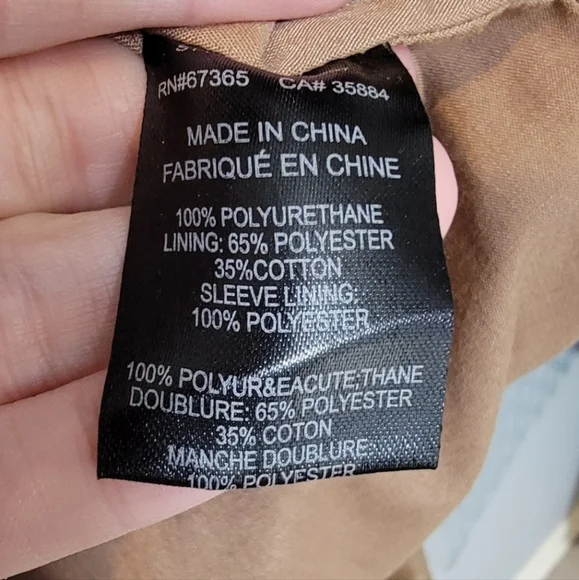 RN#67365 CA# 35884
MADE IN CHINA
FABRIQUÉ EN CHINE
100% POLYURETHANE
LINING: 65% POLYESTER
35%COTTON
SLEEVE LINING:
100% POLYESTER
100% POLYUR&EACUTE;THANE
DOUBLURE: 65% POLYESTER
35% COTON
MANCHE DOUBLURE:
100% POLYESTER